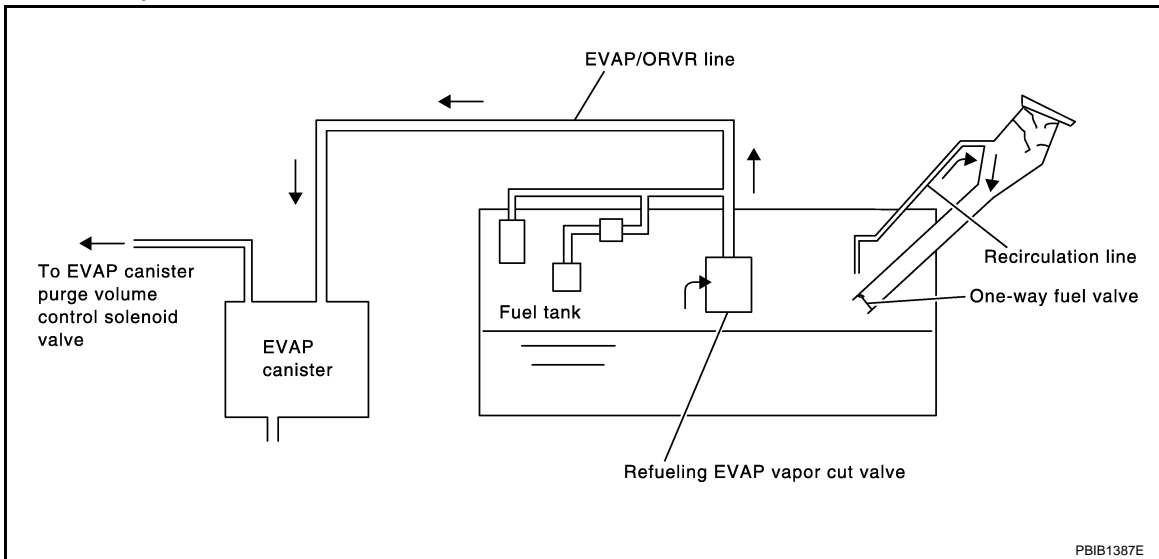 EVAP/ORVR line
Recirculation line
To EVAP canister
purge volume
control solenoid
valve
One-way fuel valve
Fuel tank
EVAP
canister
Refueling EVAP vapor cut valve
PBIB1387E